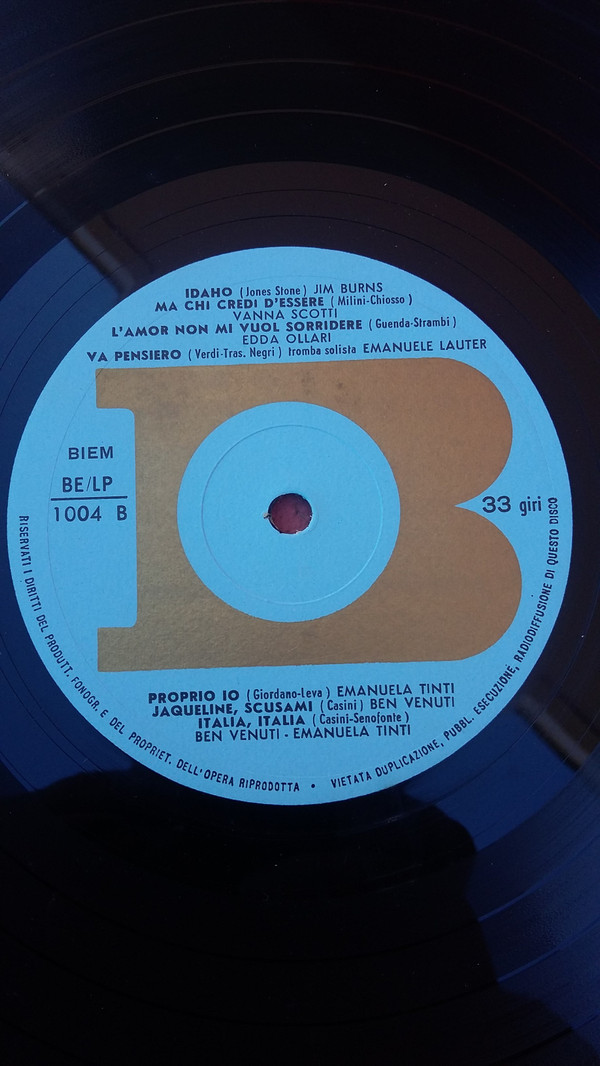 IDAHO (Jones Stone) JIM BURNS
MA CHI CREDI D'ESSERE (Milini-Chiosso)
VANNA SCOTTI
L'AMOR NON MI VUOL SORRIDERE (Guenda-Strambi)
EDDA OLLARI
VA PENSIERO (Verdi-Tras. Negri) tromba solista EMANUELE LAUTER
B
BIEM
BE/LP
1004 B
33 giri
PROPRIO IO (Giordano-Leva) EMANUELA TINTI
JAQUELINE, SCUSAMI (Casini) BEN VENUTI
ITALIA, ITALIA (Casini-Senofonte)
BEN VENUTI - EMANUELA TINTI
RISERVATI I DIRITTI DEL PRODUTT. FONOGR. E DEL PROPRIET. DELL'OPERA RIPRODOTTA • VIETATA DUPLICAZIONE, PUBBL. ESECUZIONE, RADIODIFFUSIONE DI QUESTO DISCO